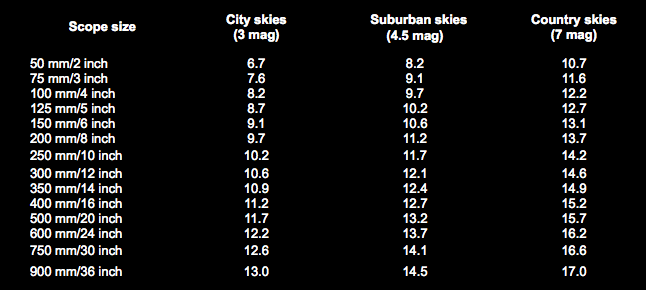 Scope size City skies (3 mag) Suburban skies (4.5 mag) Country skies (7 mag)
50 mm/2 inch 6.7 8.2 10.7
75 mm/3 inch 7.6 9.1 11.6
100 mm/4 inch 8.2 9.7 12.2
125 mm/5 inch 8.7 10.2 12.7
150 mm/6 inch 9.1 10.6 13.1
200 mm/8 inch 9.7 11.2 13.7
250 mm/10 inch 10.2 11.7 14.2
300 mm/12 inch 10.6 12.1 14.6
350 mm/14 inch 10.9 12.4 14.9
400 mm/16 inch 11.2 12.7 15.2
500 mm/20 inch 11.7 13.2 15.7
600 mm/24 inch 12.2 13.7 16.2
750 mm/30 inch 12.6 14.1 16.6
900 mm/36 inch 13.0 14.5 17.0